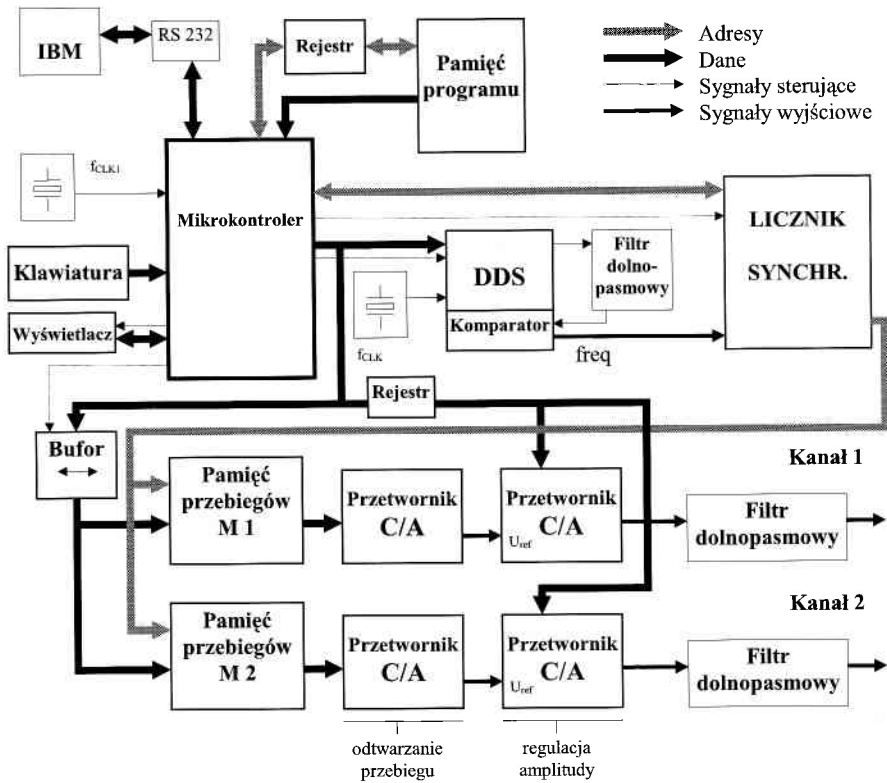 IBM
RS 232
Rejestr
Pamięć
programu
Adresy
Dane
Sygnały sterujące
Sygnały wyjściowe
fCLK1
Mikrokontroler
LICZNIK
SYNCHR.
Klawiatura
DDS
Filtr
dolno-
pasmowy
Komparator
Wyświetlacz
fCLK
freq
Rejestr
Bufor
Kanał 1
Pamięć
przebiegów
M 1
Przetwornik
C/A
Przetwornik
Uref C/A
Filtr
dolnopasmowy
Kanał 2
Pamięć
przebiegów
M 2
Przetwornik
C/A
Przetwornik
Uref C/A
Filtr
dolnopasmowy
odtwarzanie
przebiegu
regulacja
amplitudy